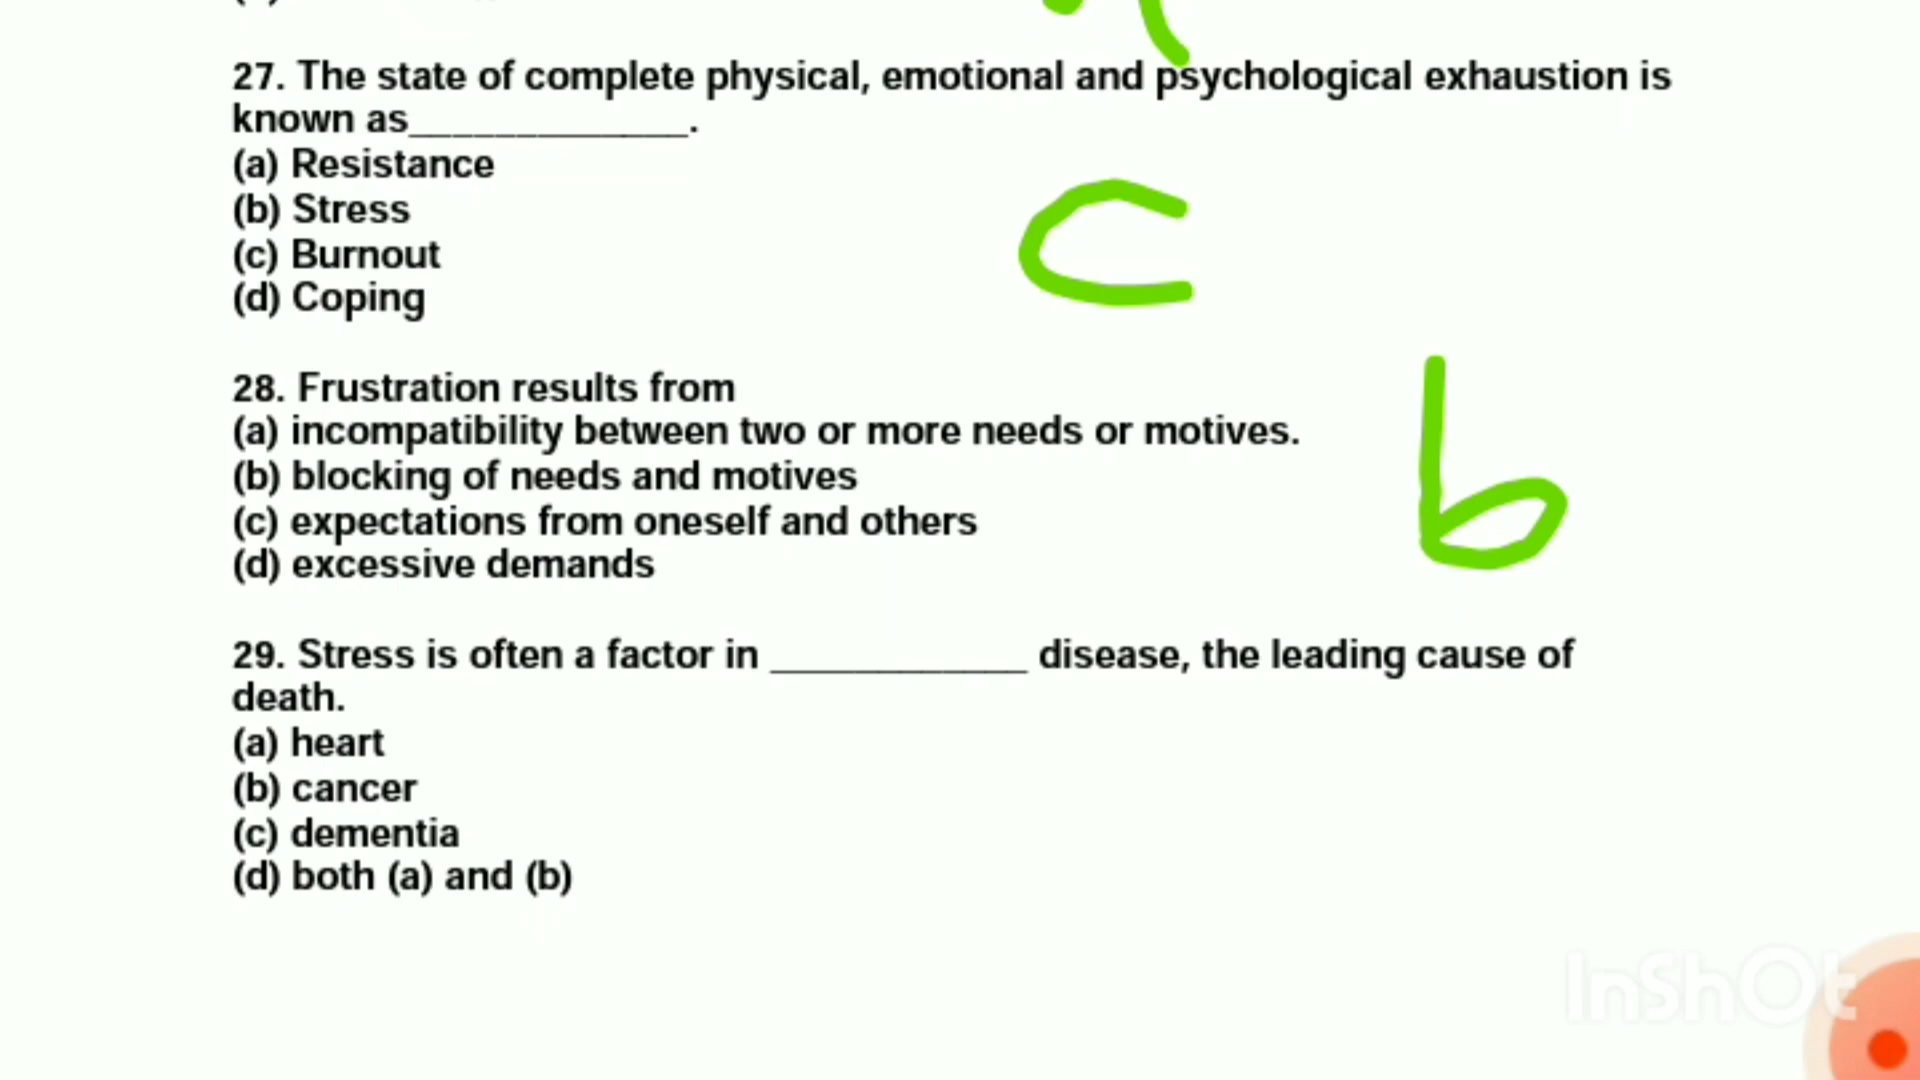 27. The state of complete physical, emotional and psychological exhaustion is
known as_____________.
(a) Resistance
(b) Stress
(c) Burnout
(d) Coping
c
28. Frustration results from
(a) incompatibility between two or more needs or motives.
(b) blocking of needs and motives
(c) expectations from oneself and others
(d) excessive demands
b
29. Stress is often a factor in ____________ disease, the leading cause of
death.
(a) heart
(b) cancer
(c) dementia
(d) both (a) and (b)
InShOt